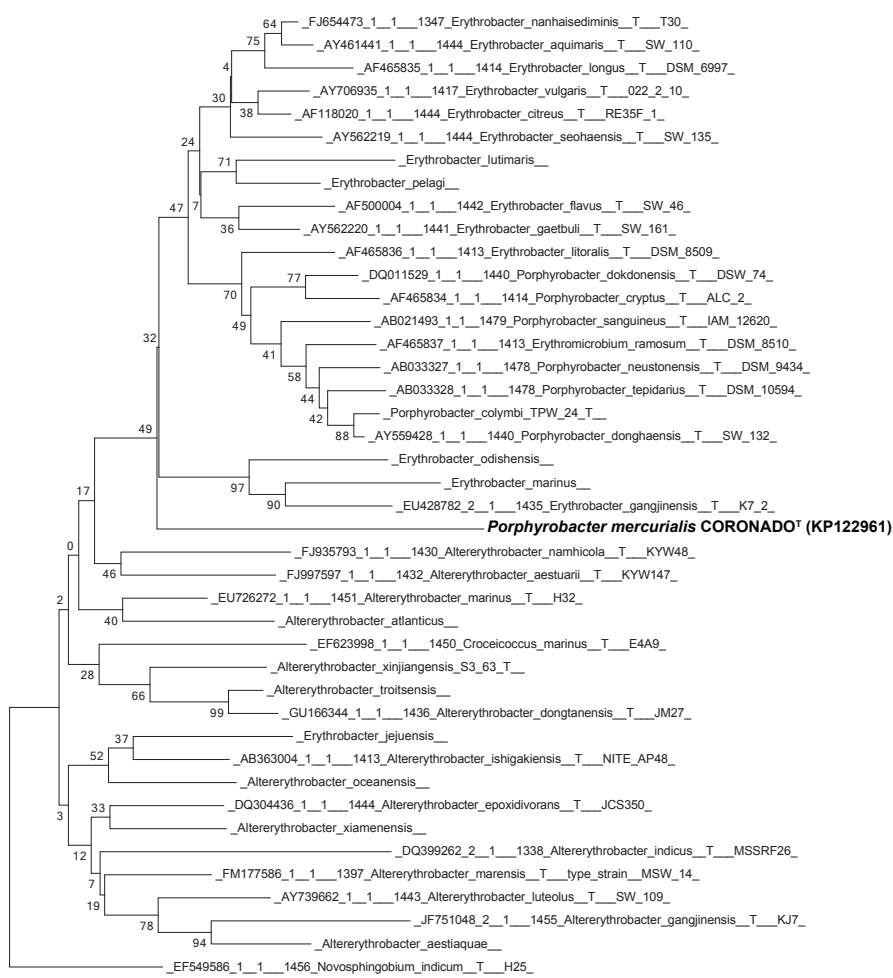 64
_FJ654473_1__1___1347_Erythrobacter_nanhaisediminis__T___T30_
75
_AY461441_1__1___1444_Erythrobacter_aquimaris__T___SW_110_
4
_AF465835_1__1___1414_Erythrobacter_longus__T___DSM_6997_
30
_AY706935_1__1___1417_Erythrobacter_vulgaris__T___022_2_10_
38
_AF118020_1__1___1444_Erythrobacter_citreus__T___RE35F_1_
24
_AY562219_1__1___1444_Erythrobacter_seohaensis__T___SW_135_
71
_Erythrobacter_lutimaris__
7
_Erythrobacter_pelagi__
47
_AF500004_1__1___1442_Erythrobacter_flavus__T___SW_46_
36
_AY562220_1__1___1441_Erythrobacter_gaetbuli__T___SW_161_
_AF465836_1__1___1413_Erythrobacter_litoralis__T___DSM_8509_
70
77
_DQ011529_1__1___1440_Porphyrobacter_dokdonensis__T___DSW_74_
_AF465834_1__1___1414_Porphyrobacter_cryptus__T___ALC_2_
49
_AB021493_1_1___1479_Porphyrobacter_sanguineus__T___IAM_12620_
32
41
_AF465837_1__1___1413_Erythromicrobium_ramosum__T___DSM_8510_
58
_AB033327_1__1___1478_Porphyrobacter_neustonensis__T___DSM_9434_
44
_AB033328_1__1___1478_Porphyrobacter_tepidarius__T___DSM_10594_
42
_Porphyrobacter_colymbi_TPW_24_T__
49
88
_AY559428_1__1___1440_Porphyrobacter_donghaensis__T___SW_132_
_Erythrobacter_odishensis__
97
_Erythrobacter_marinus__
17
90
_EU428782_2__1___1435_Erythrobacter_gangjinensis__T___K7_2_
Porphyrobacter mercurialis CORONADOᵀ (KP122961)
0
_FJ935793_1__1___1430_Altererythrobacter_namhicola__T___KYW48_
46
_FJ997597_1__1___1432_Altererythrobacter_aestuarii__T___KYW147_
2
_EU726272_1__1___1451_Altererythrobacter_marinus__T___H32_
40
_Altererythrobacter_atlanticus__
_EF623998_1__1___1450_Croceicoccus_marinus__T___E4A9_
28
_Altererythrobacter_xinjiangensis_S3_63_T__
66
_Altererythrobacter_troitsensis__
99
_GU166344_1__1___1436_Altererythrobacter_dongtanensis__T___JM27_
37
_Erythrobacter_jejuensis__
52
_AB363004_1__1___1413_Altererythrobacter_ishigakiensis__T___NITE_AP48_
_Altererythrobacter_oceanensis__
3
33
_DQ304436_1__1___1444_Altererythrobacter_epoxidivorans__T___JCS350_
_Altererythrobacter_xiamenensis__
12
_DQ399262_2__1___1338_Altererythrobacter_indicus__T___MSSRF26_
7
_FM177586_1__1___1397_Altererythrobacter_marensis__T___type_strain__MSW_14_
19
_AY739662_1__1___1443_Altererythrobacter_luteolus__T___SW_109_
78
_JF751048_2__1___1455_Altererythrobacter_gangjinensis__T___KJ7_
94
_Altererythrobacter_aestiaquae__
_EF549586_1__1___1456_Novosphingobium_indicum__T___H25_